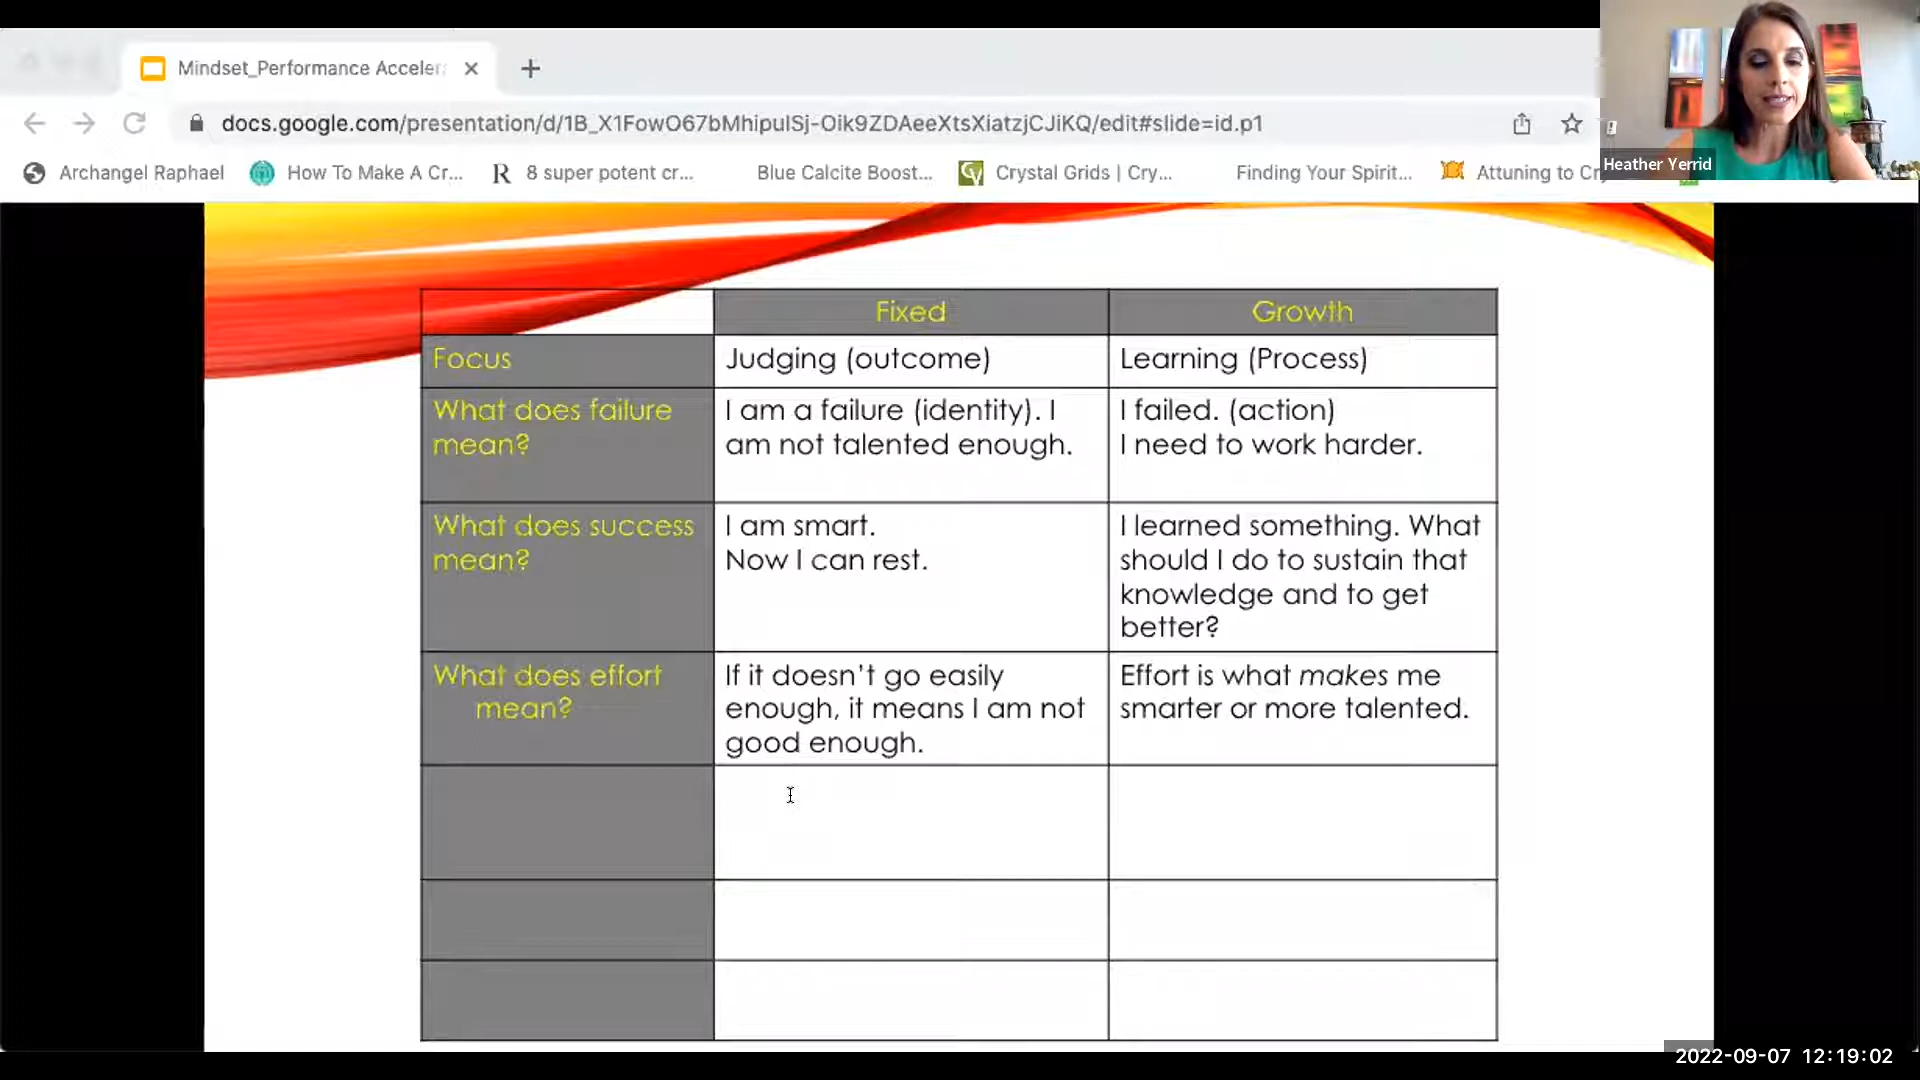 Mindset_Performance Acceler
docs.google.com/presentation/d/1B_X1FowO67bMhipulSj-Oik9ZDAeeXtsXiatzjCJiKQ/edit#slide=id.p1
Archangel Raphael
How To Make A Cr...
8 super potent cr...
Blue Calcite Boost...
Crystal Grids | Cry...
Finding Your Spirit...
Attuning to Cry
Heather Yerrid
Fixed
Growth
Focus
Judging (outcome)
Learning (Process)
What does failure
mean?
I am a failure (identity). I
am not talented enough.
I failed. (action)
I need to work harder.
What does success
mean?
I am smart.
Now I can rest.
I learned something. What
should I do to sustain that
knowledge and to get
better?
What does effort
mean?
If it doesn't go easily
enough, it means I am not
good enough.
Effort is what makes me
smarter or more talented.
2022-09-07 12:19:02